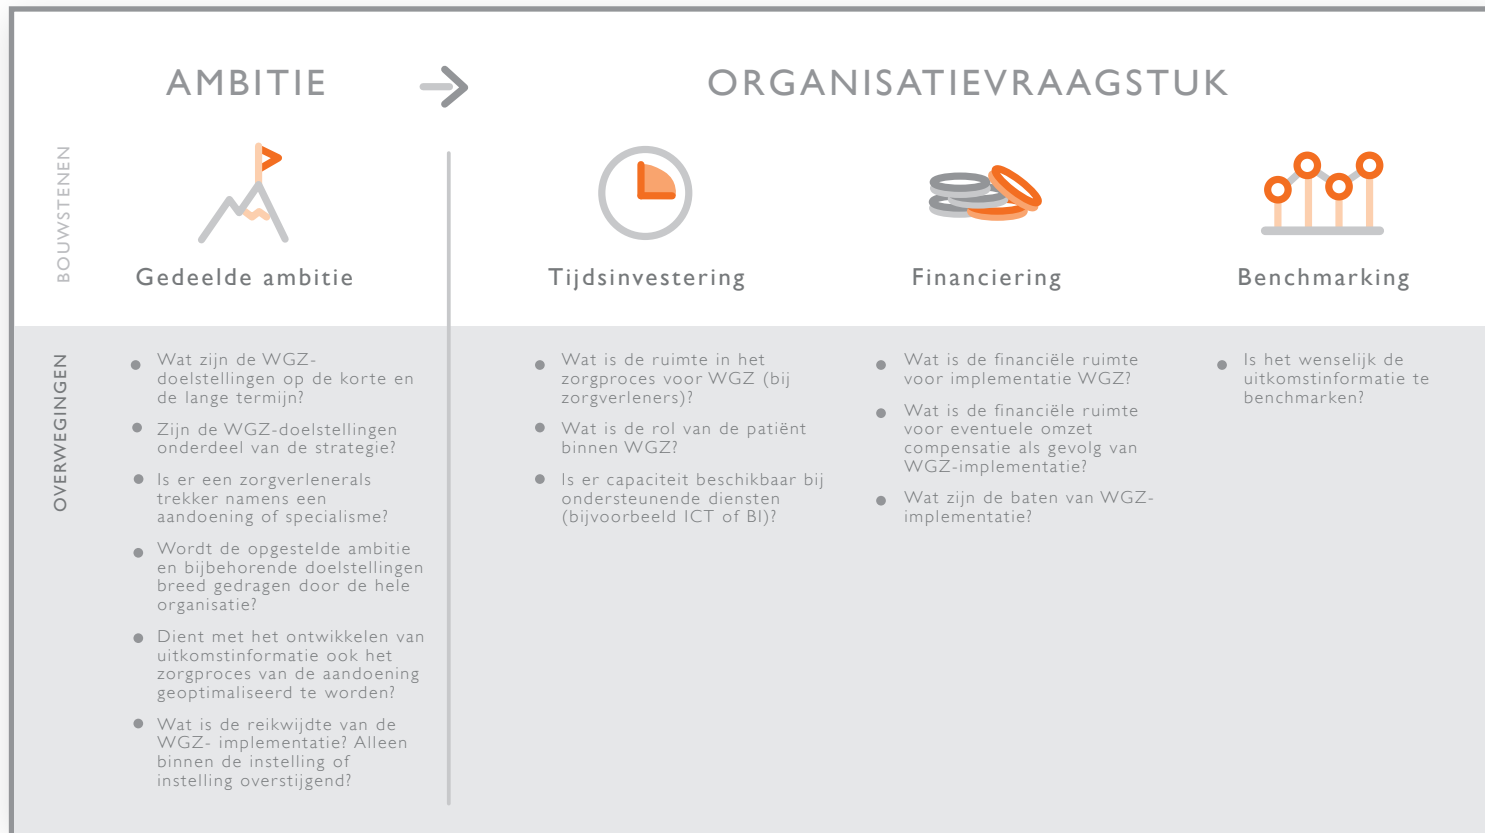 AMBITIE
ORGANISATIEVRAAGSTUK
BOUWSTENEN
Gedeelde ambitie
Tijdsinvestering
Financiering
Benchmarking
OVERWEGINGEN
Wat zijn de WGZ-
doelstellingen op de korte en
de lange termijn?
Zijn de WGZ-doelstellingen
onderdeel van de strategie?
Is er een zorgverlenerals
trekker namens een
aandoening of specialisme?
Wordt de opgestelde ambitie
en bijbehorende doelstellingen
breed gedragen door de hele
organisatie?
Dient met het ontwikkelen van
uitkomstinformatie ook het
zorgproces van de aandoening
geoptimaliseerd te worden?
Wat is de reikwijdte van de
WGZ- implementatie? Alleen
binnen de instelling of
instelling overstijgend?
Wat is de ruimte in het
zorgproces voor WGZ (bij
zorgverleners)?
Wat is de rol van de patiënt
binnen WGZ?
Is er capaciteit beschikbaar bij
ondersteunende diensten
(bijvoorbeeld ICT of BI)?
Wat is de financiële ruimte
voor implementatie WGZ?
Wat is de financiële ruimte
voor eventuele omzet
compensatie als gevolg van
WGZ-implementatie?
Wat zijn de baten van WGZ-
implementatie?
Is het wenselijk de
uitkomstinformatie te
benchmarken?